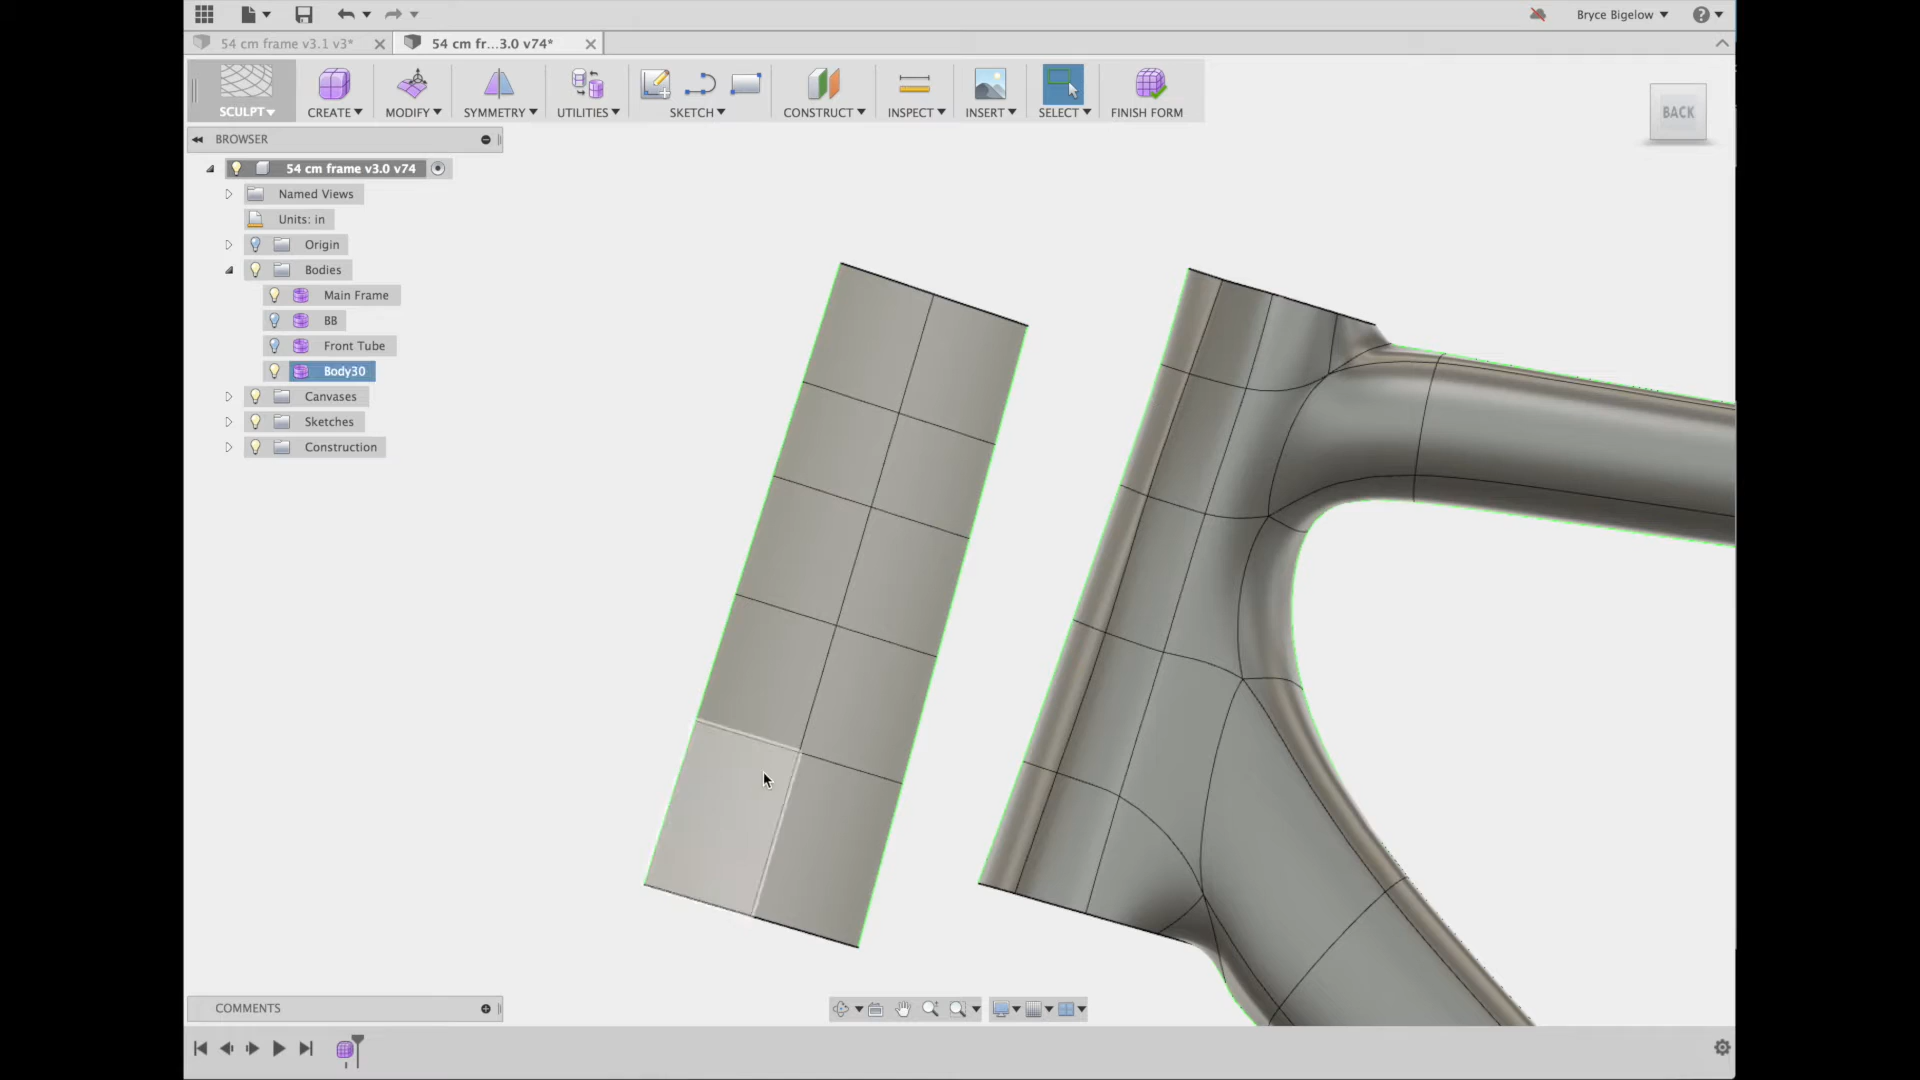 Bryce Bigelow
54 cm frame v3.1 v3*
54 cm fr...3.0 v74*
SCULPT
CREATE
MODIFY
SYMMETRY
UTILITIES
SKETCH
CONSTRUCT
INSPECT
INSERT
SELECT
FINISH FORM
BACK
BROWSER
54 cm frame v3.0 v74
Named Views
Units: in
Origin
Bodies
Main Frame
BB
Front Tube
Body30
Canvases
Sketches
Construction
COMMENTS